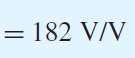 = 182 V/V